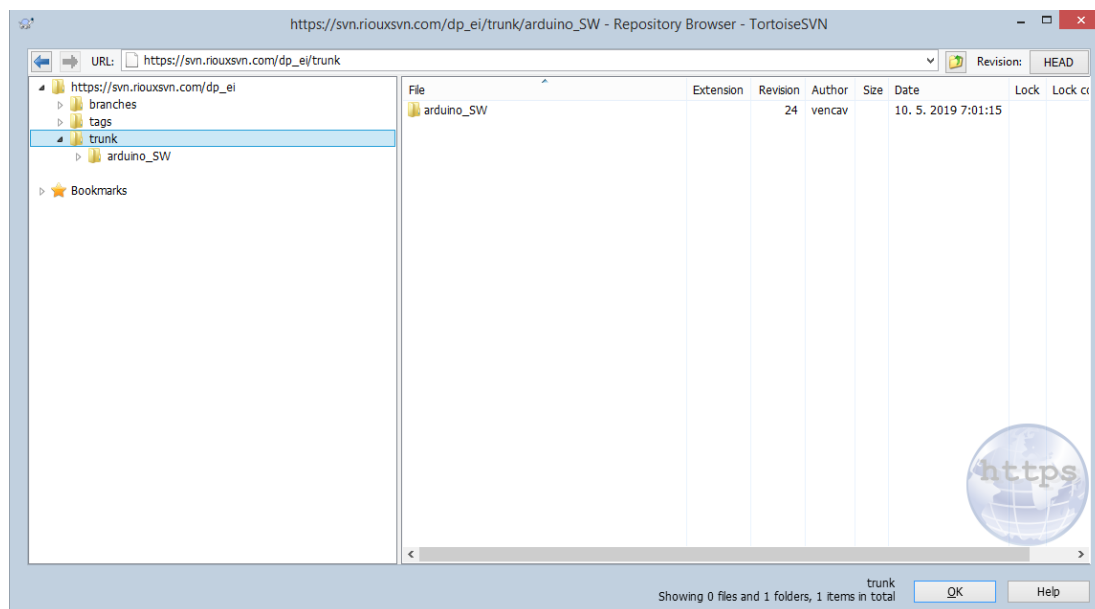 https://svn.riouxsvn.com/dp_ei/trunk/arduino_SW - Repository Browser - TortoiseSVN
URL: https://svn.riouxsvn.com/dp_ei/trunk Revision: HEAD
https://svn.riouxsvn.com/dp_ei
branches
tags
trunk
arduino_SW
Bookmarks
File Extension Revision Author Size Date Lock Lock co
arduino_SW 24 vencav 10. 5. 2019 7:01:15
https
trunk
Showing 0 files and 1 folders, 1 items in total
OK Help